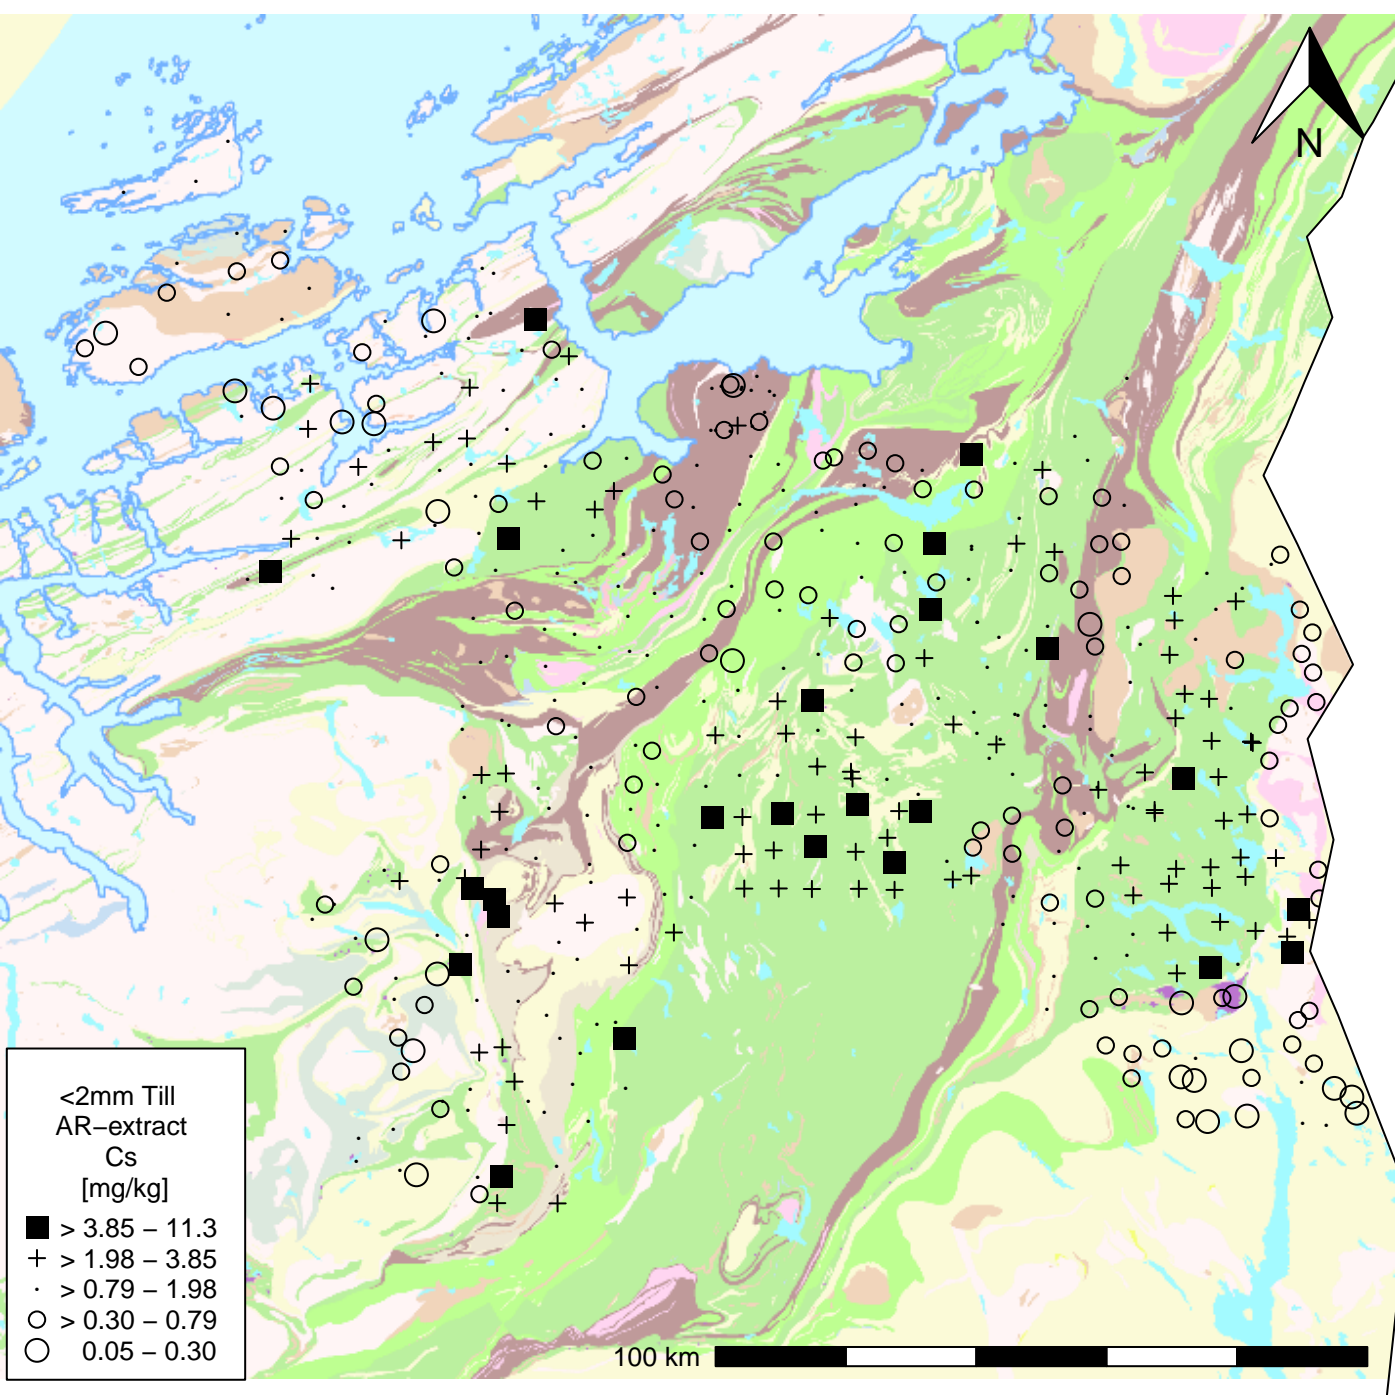 N
<2mm Till
AR−extract
Cs
[mg/kg]
> 3.85 − 11.3
> 1.98 − 3.85
> 0.79 − 1.98
> 0.30 − 0.79
0.05 − 0.30
100 km